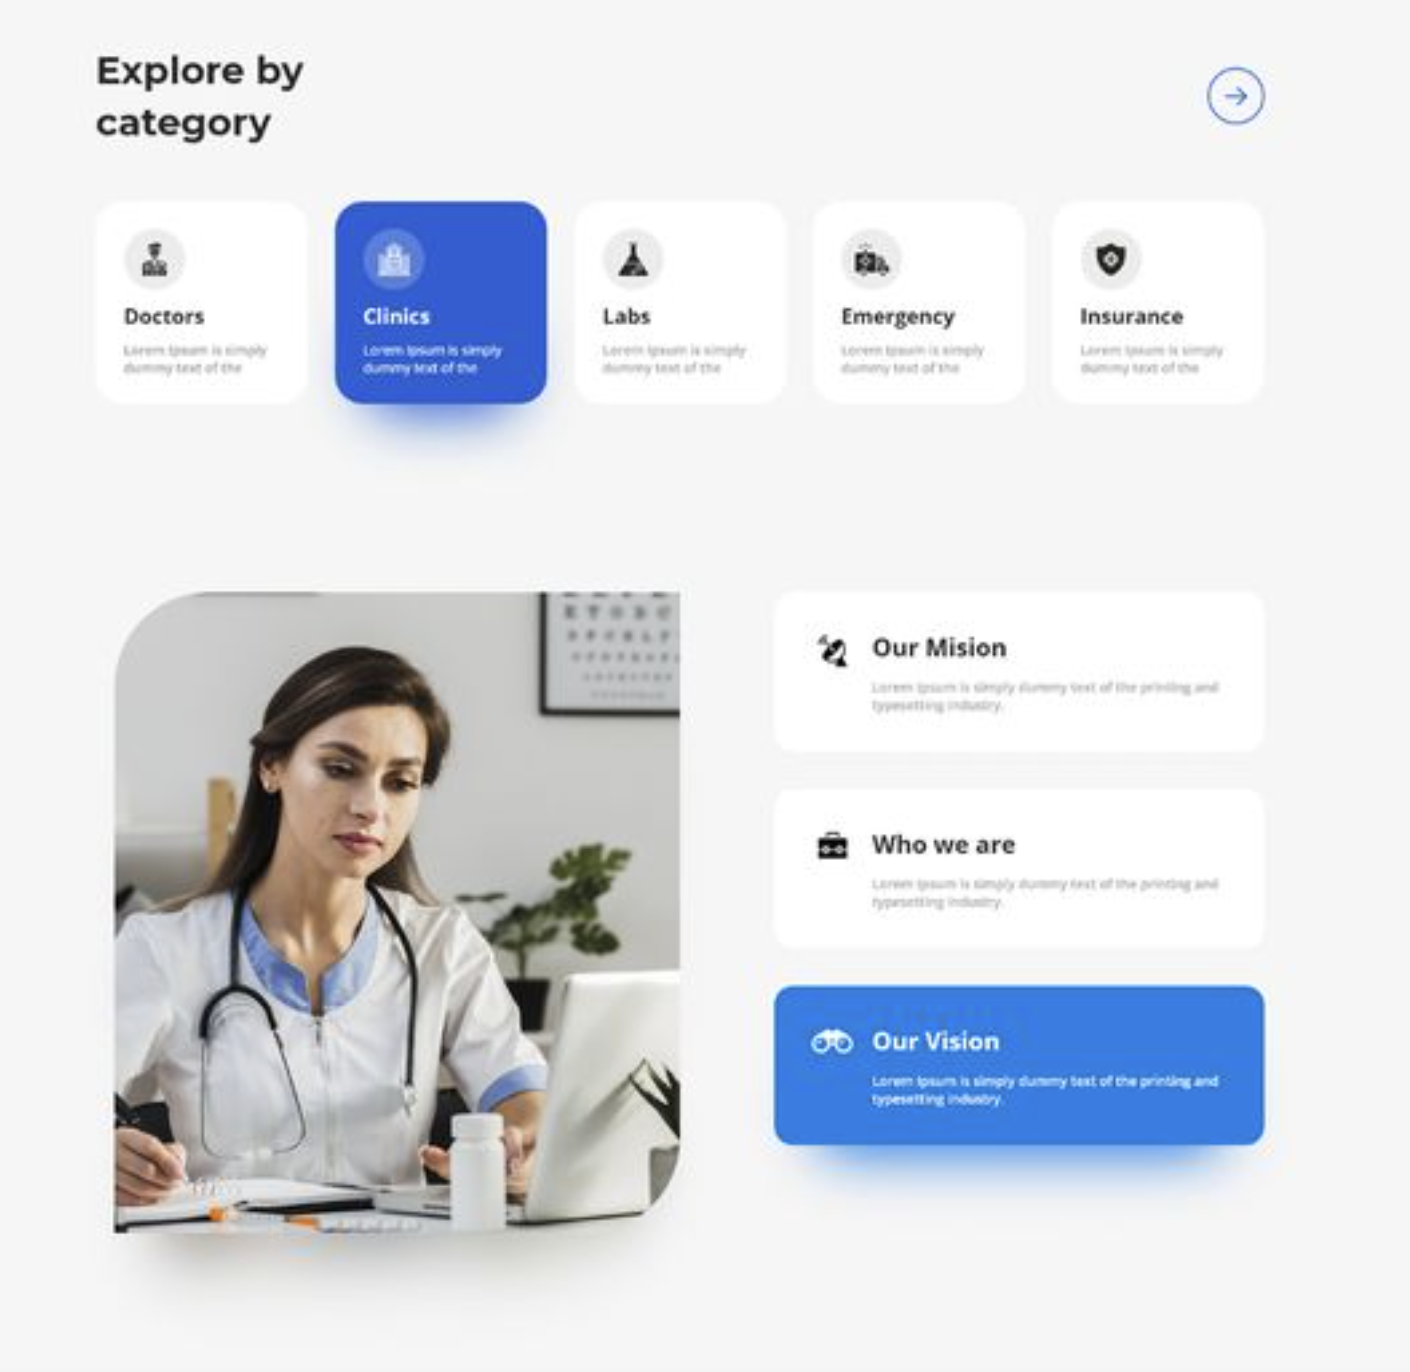 Explore by
category
Doctors
Lorem Ipsum is simply
dummy text of the
Clinics
Lorem Ipsum is simply
dummy text of the
Labs
Lorem Ipsum is simply
dummy text of the
Emergency
Lorem Ipsum is simply
dummy text of the
Insurance
Lorem Ipsum is simply
dummy text of the
Our Mision
Lorem Ipsum is simply dummy text of the printing and
typesetting industry.
Who we are
Lorem Ipsum is simply dummy text of the printing and
typesetting industry.
Our Vision
Lorem Ipsum is simply dummy text of the printing and
typesetting industry.